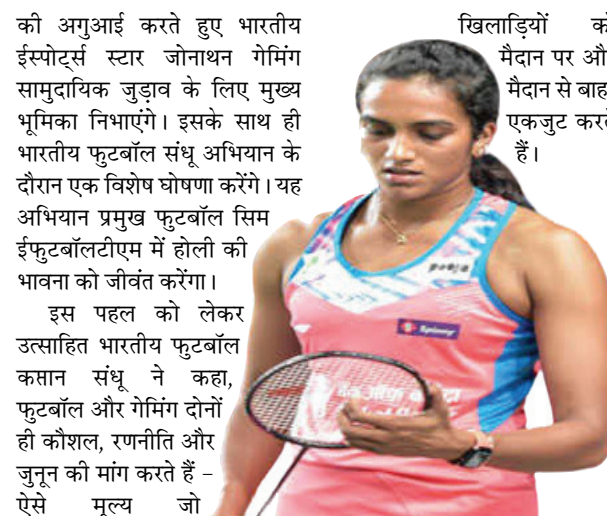 की अगुआई करते हुए भारतीय
ईस्पोर्ट्स स्टार जोनाथन गेमिंग
सामुदायिक जुड़ाव के लिए मुख्य
भूमिका निभाएंगे। इसके साथ ही
भारतीय फुटबॉल संधू अभियान के
दौरान एक विशेष घोषणा करेंगे। यह
अभियान प्रमुख फुटबॉल सिम
ईफुटबॉलटीएम में होली की
भावना को जीवंत करेंगा।
इस पहल को लेकर
उत्साहित भारतीय फुटबॉल
कप्तान संधू ने कहा,
फुटबॉल और गेमिंग दोनों
ही कौशल, रणनीति और
जुनून की मांग करते हैं –
ऐसे मूल्य जो
खिलाड़ियों
मैदान पर
मैदान से
एकजुट
हैं।
pooja
Spinny